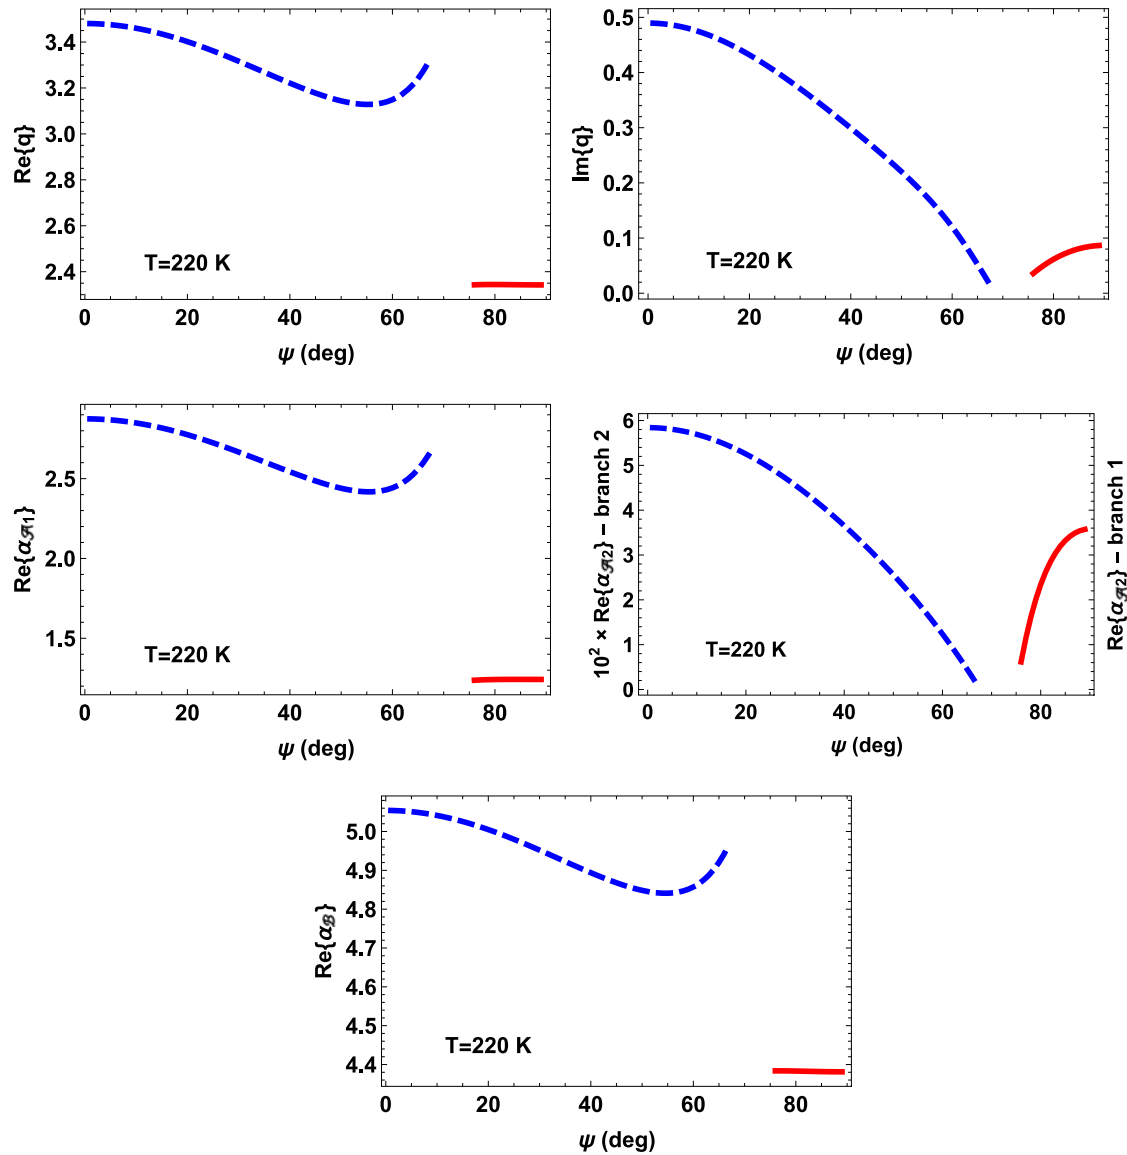 Re{q}
3.4
3.2
3.0
2.8
2.6
2.4
T=220 K
0 20 40 60 80
ψ (deg)
Im{q}
0.5
0.4
0.3
0.2
0.1
0.0
T=220 K
0 20 40 60 80
ψ (deg)
Re{α𝒜1}
2.5
2.0
1.5
T=220 K
0 20 40 60 80
ψ (deg)
10² × Re{α𝒜2} − branch 2
6
5
4
3
2
1
0
T=220 K
0 20 40 60 80
ψ (deg)
Re{α𝒜2} − branch 1
Re{αℬ}
5.0
4.9
4.8
4.7
4.6
4.5
4.4
T=220 K
0 20 40 60 80
ψ (deg)